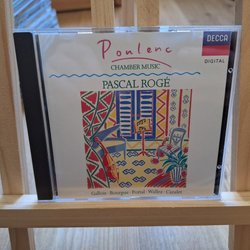 Poulenc
DECCA
CHAMBER MUSIC
DIGITAL
PASCAL ROGÉ
Gallois · Bourgue · Portal · Wallez · Cazalet